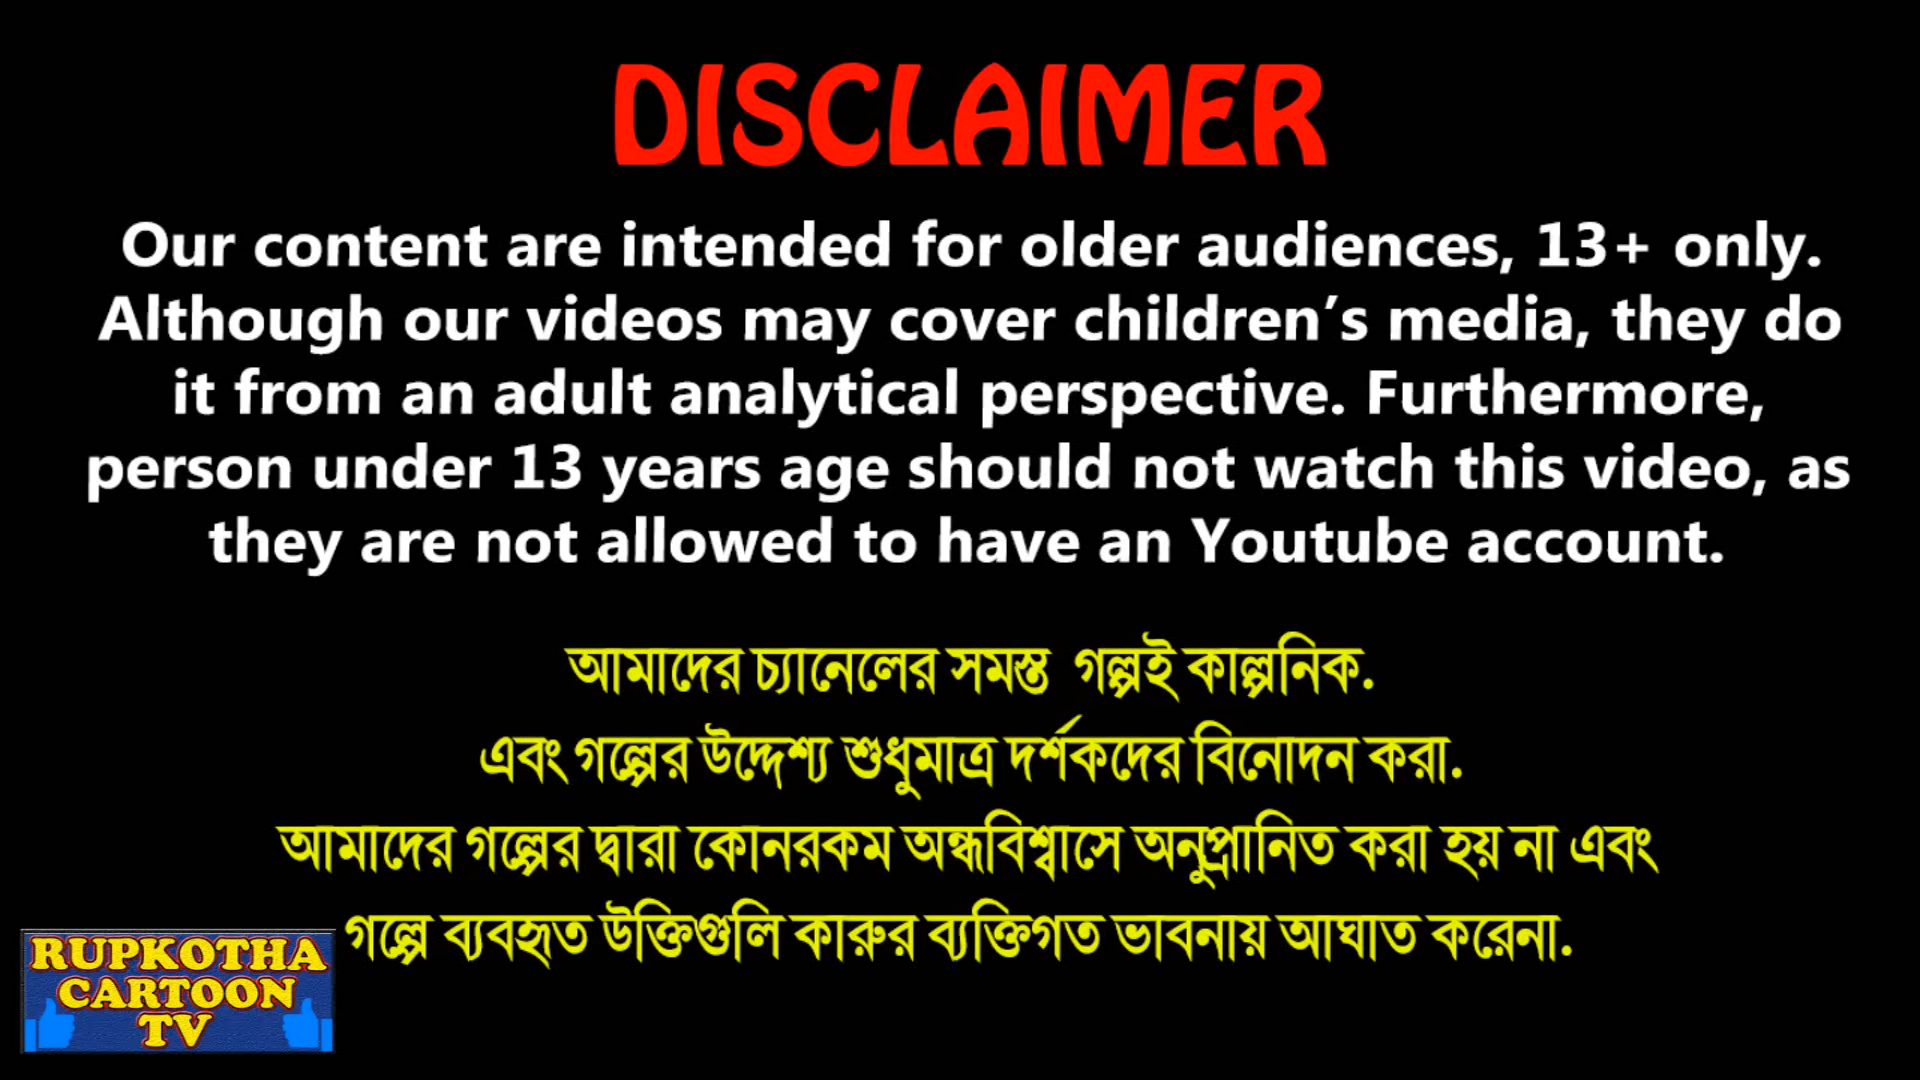 DISCLAIMER
Our content are intended for older audiences, 13+ only.
Although our videos may cover children’s media, they do
it from an adult analytical perspective. Furthermore,
person under 13 years age should not watch this video, as
they are not allowed to have an Youtube account.
আমাদের চ্যানেলের সমস্ত গল্পই কাল্পনিক.
এবং গল্পের উদ্দেশ্য শুধুমাত্র দর্শকদের বিনোদন করা.
আমাদের গল্পের দ্বারা কোনরকম অন্ধবিশ্বাসে অনুপ্রানিত করা হয় না এবং
গল্পে ব্যবহৃত উক্তিগুলি কারুর ব্যক্তিগত ভাবনায় আঘাত করেনা.
RUPKOTHA
CARTOON
TV